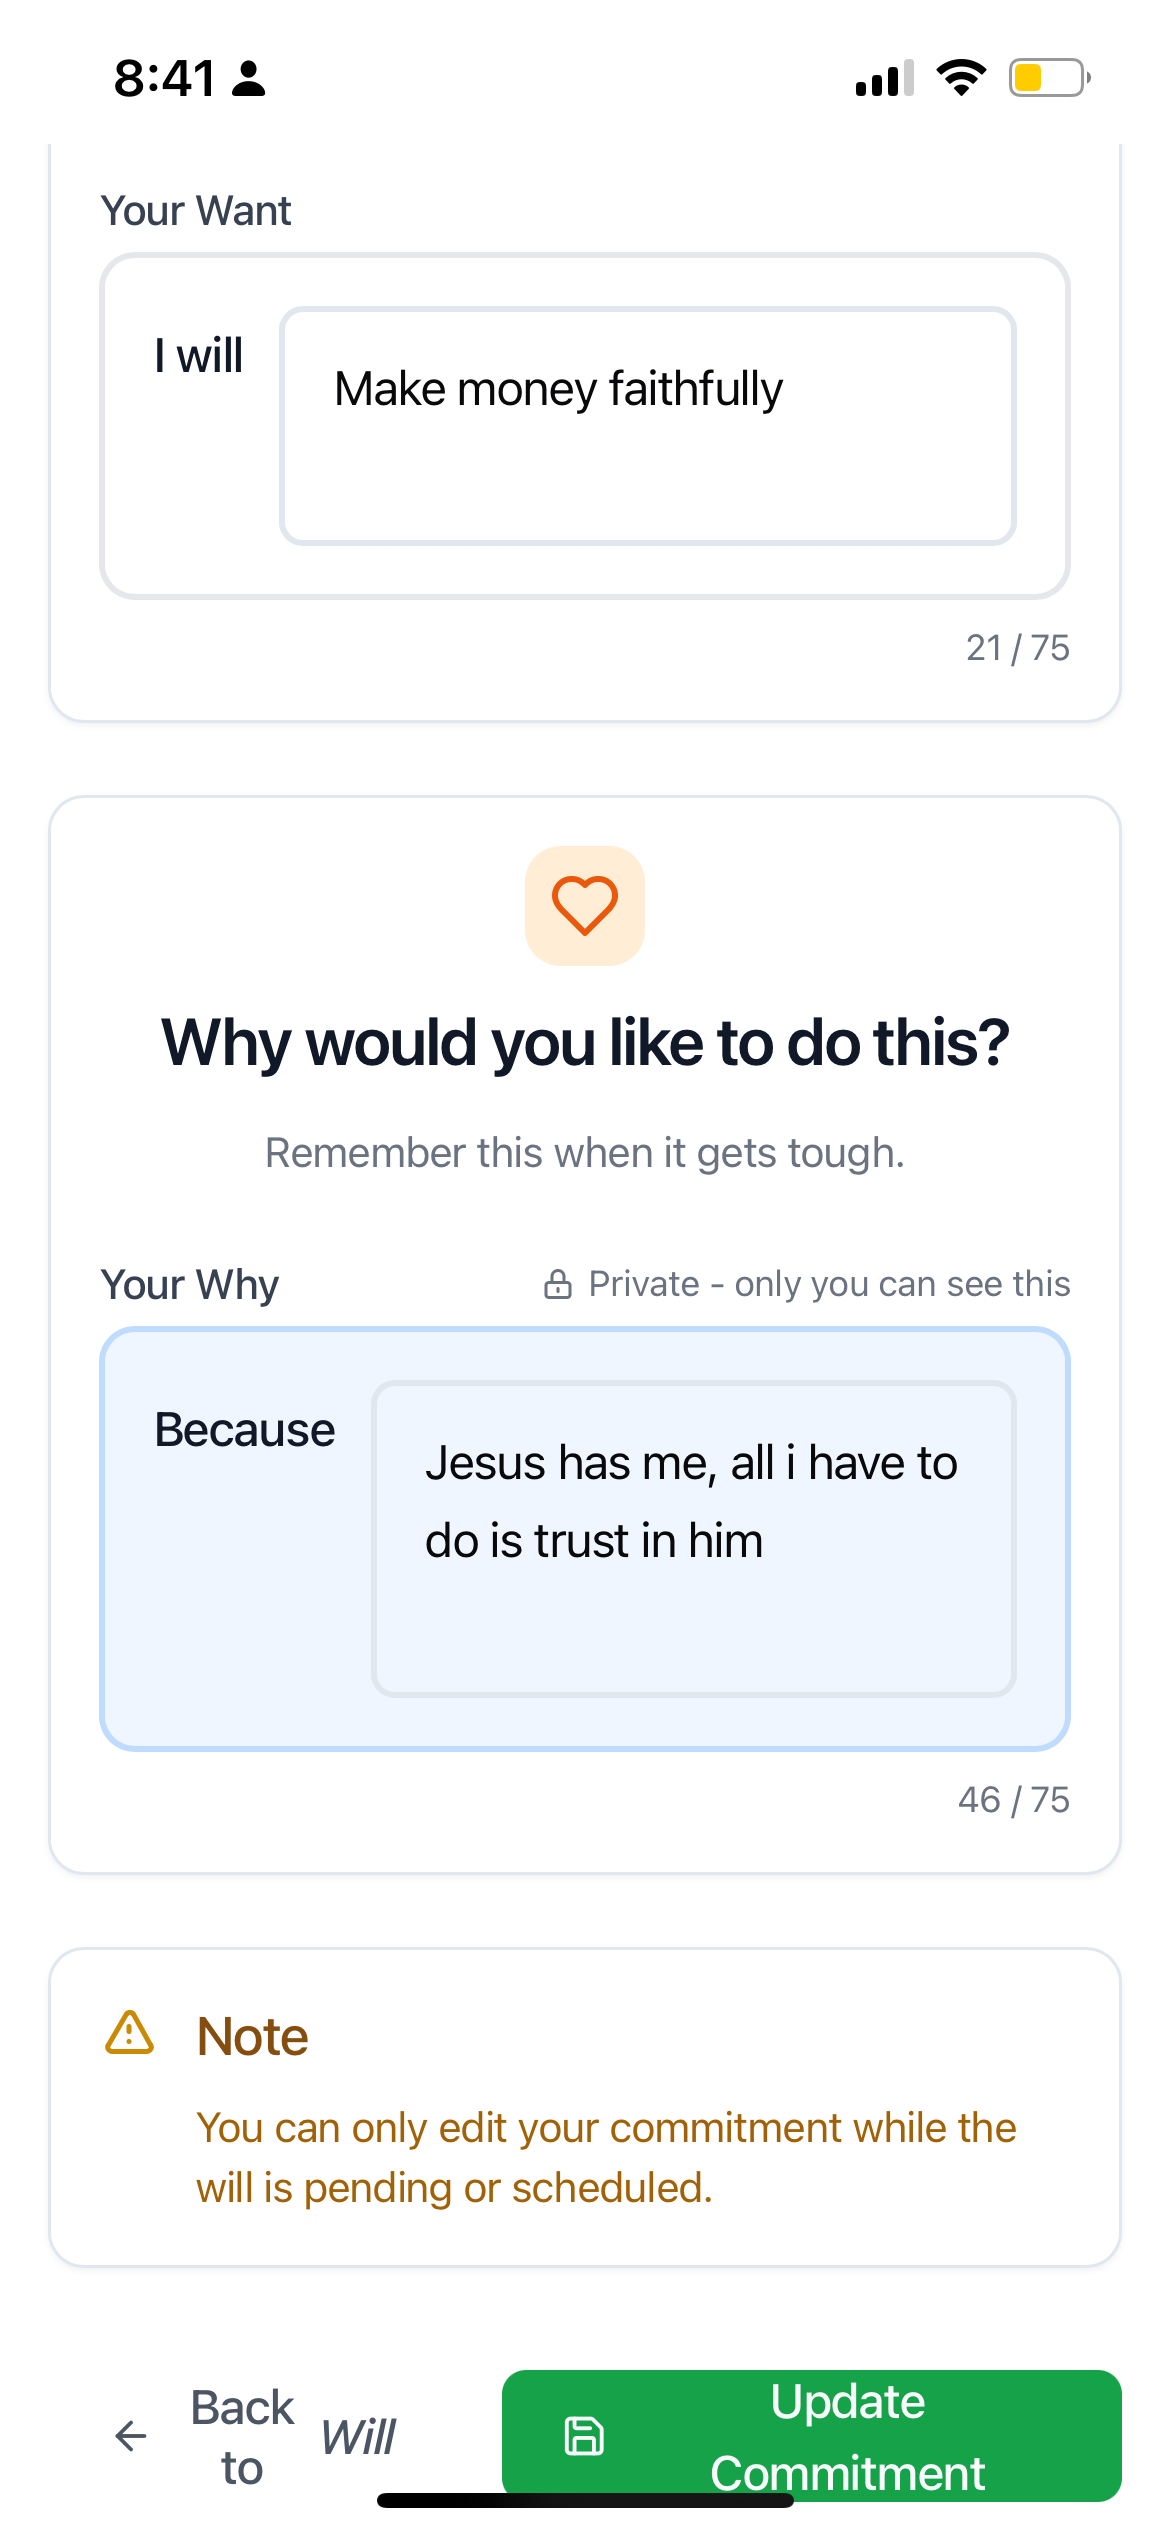 8:41
Your Want
I will
Make money faithfully
21 / 75
Why would you like to do this?
Remember this when it gets tough.
Your Why
Private - only you can see this
Because
Jesus has me, all i have to
do is trust in him
46 / 75
Note
You can only edit your commitment while the
will is pending or scheduled.
Back
to
Will
Update
Commitment